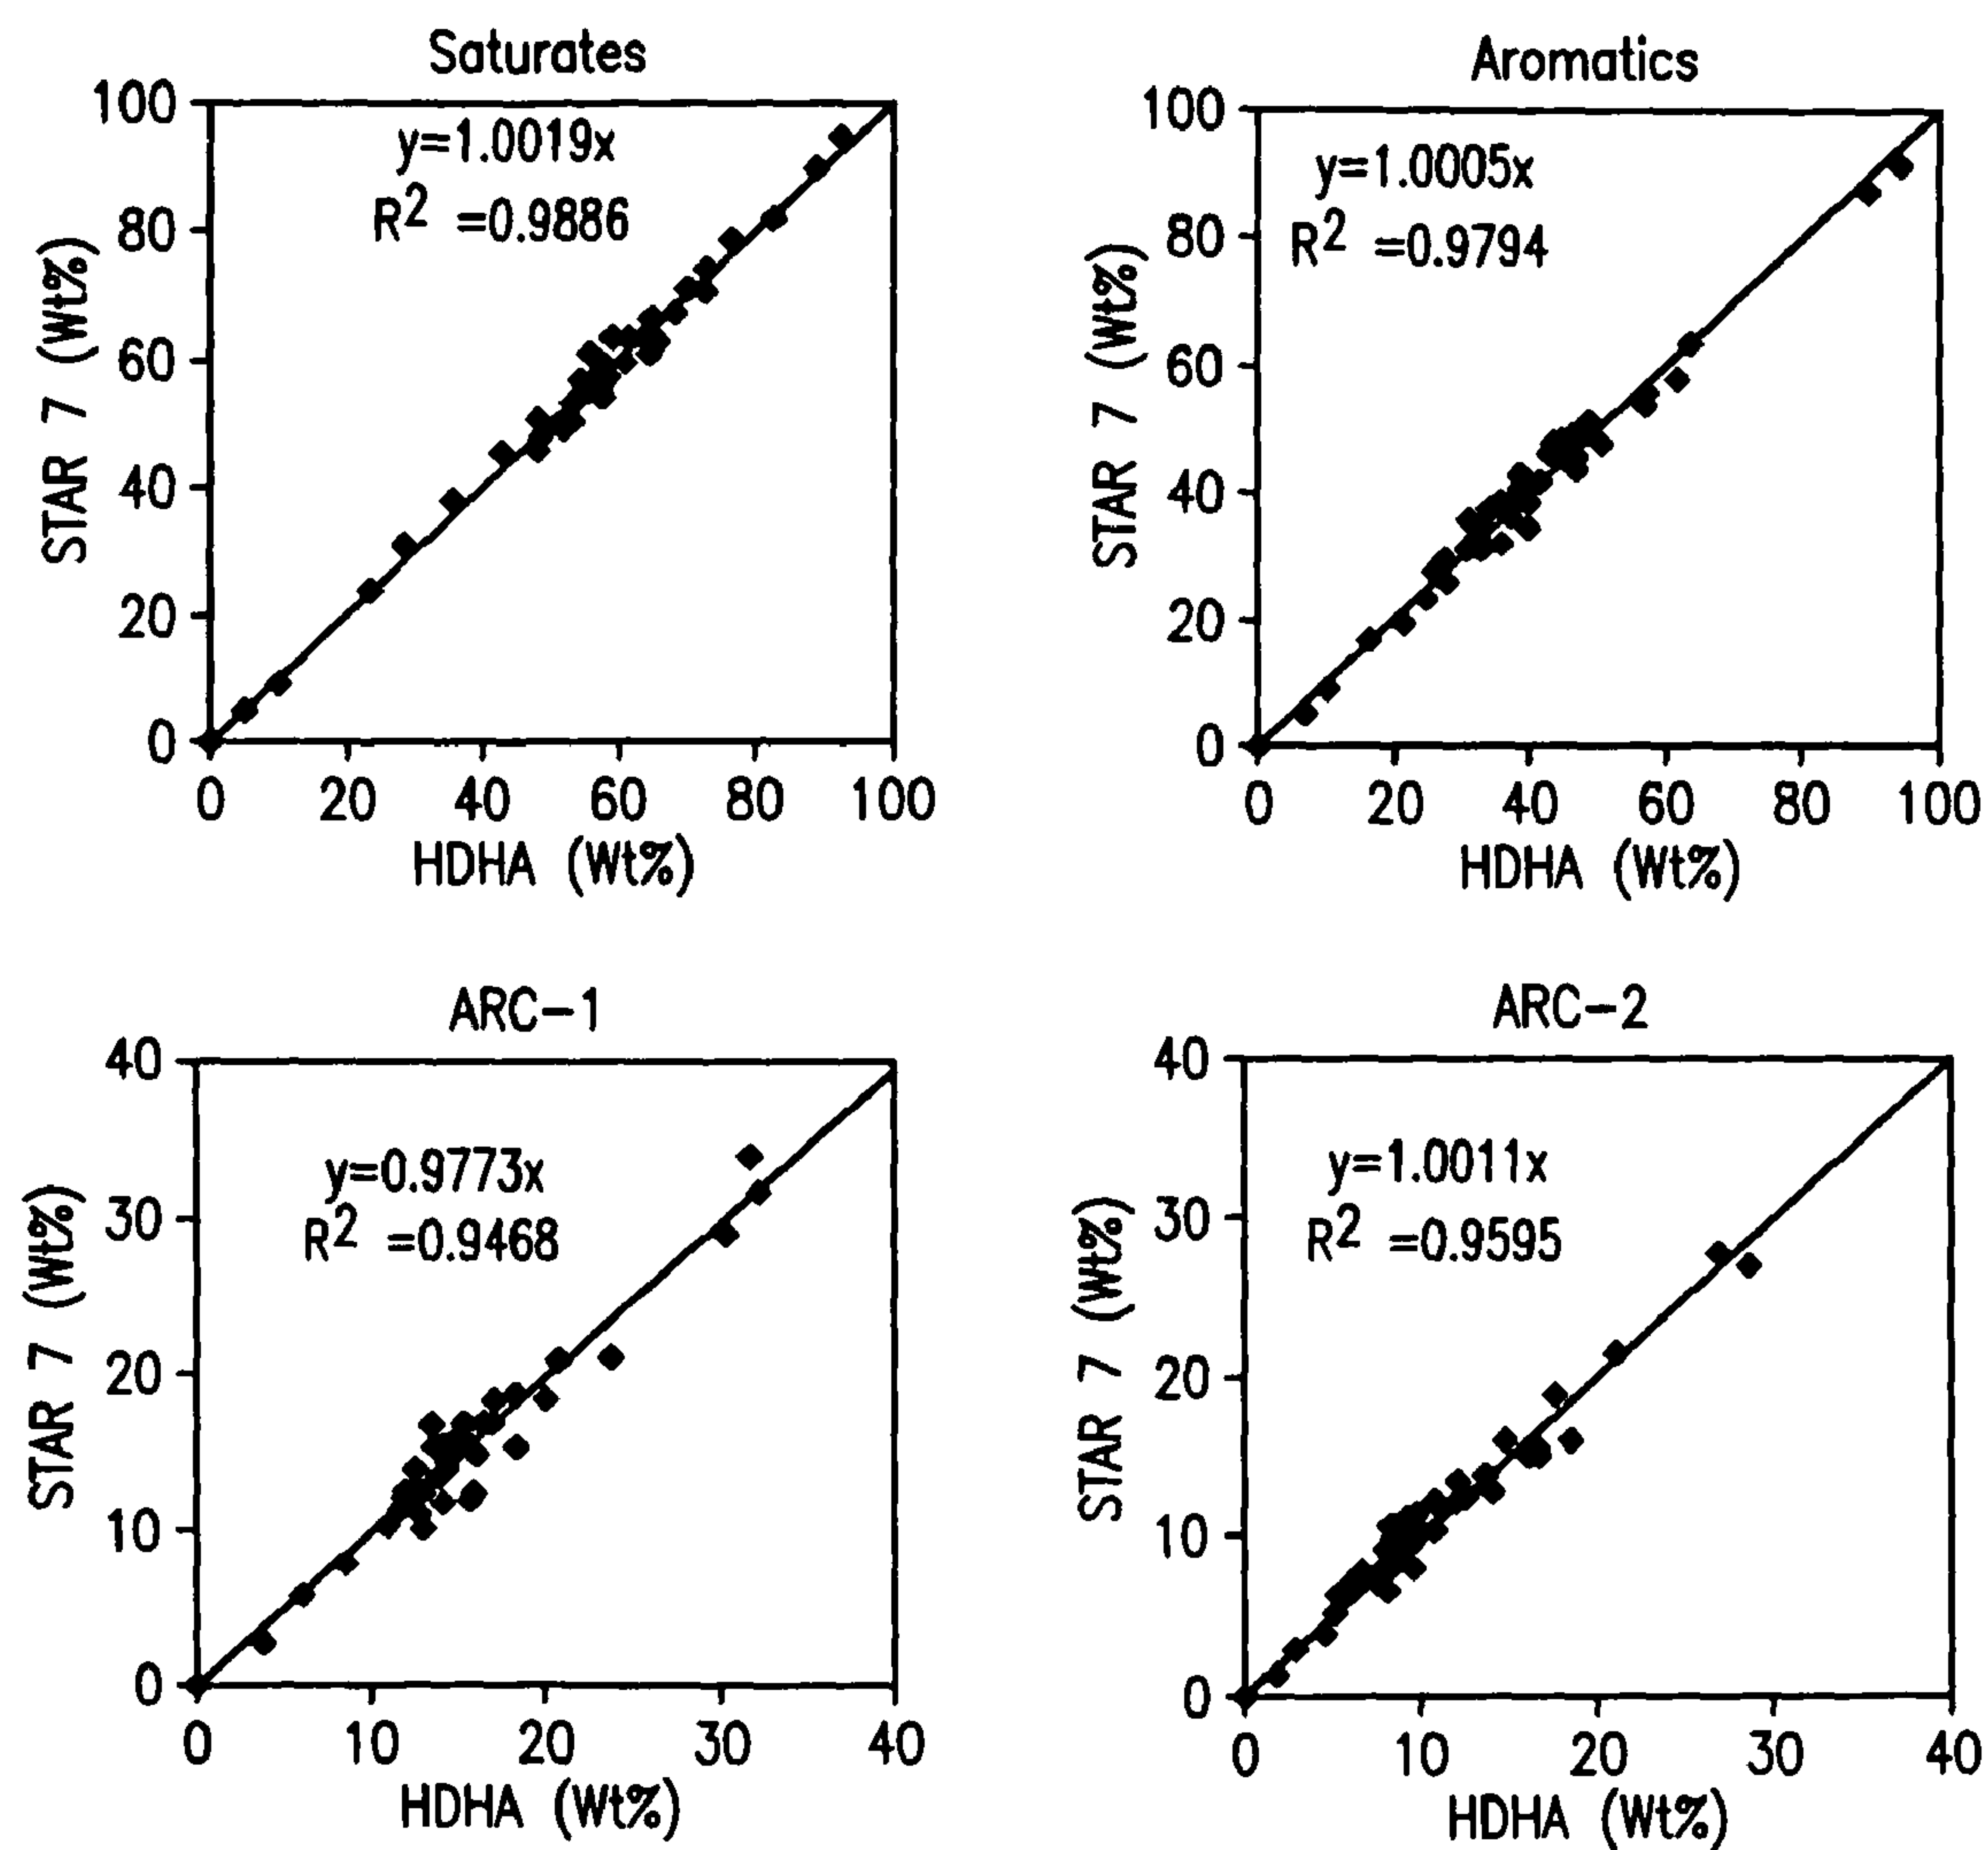 Saturates
y=1.0019x
R² =0.9886
STAR 7 (Wt%)
100
80
60
40
20
0
0 20 40 60 80 100
HDHA (Wt%)
Aromatics
y=1.0005x
R² =0.9794
STAR 7 (Wt%)
100
80
60
40
20
0
0 20 40 60 80 100
HDHA (Wt%)
ARC-1
y=0.9773x
R² =0.9468
STAR 7 (Wt%)
40
30
20
10
0
0 10 20 30 40
HDHA (Wt%)
ARC-2
y=1.0011x
R² =0.9595
STAR 7 (Wt%)
40
30
20
10
0
0 10 20 30 40
HDHA (Wt%)